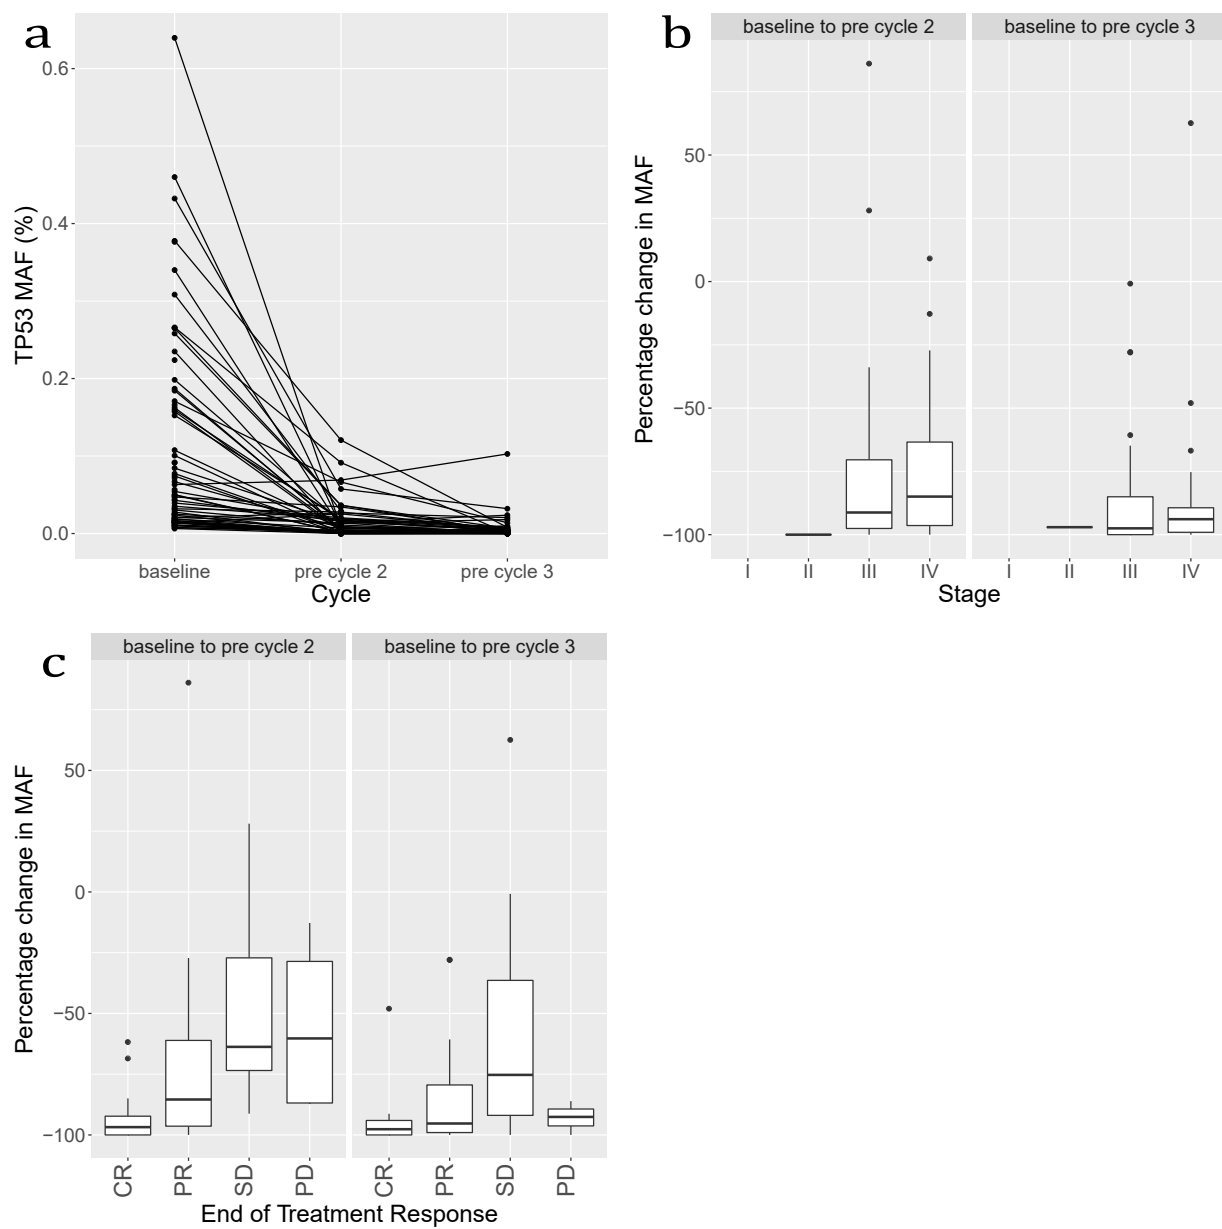 a
TP53 MAF (%)
0.6
0.4
0.2
0.0
baseline pre cycle 2 pre cycle 3
Cycle
b
baseline to pre cycle 2 baseline to pre cycle 3
Percentage change in MAF
50
0
−50
−100
I II III IV I II III IV
Stage
c
baseline to pre cycle 2 baseline to pre cycle 3
Percentage change in MAF
50
0
−50
−100
CR PR SD PD CR PR SD PD
End of Treatment Response